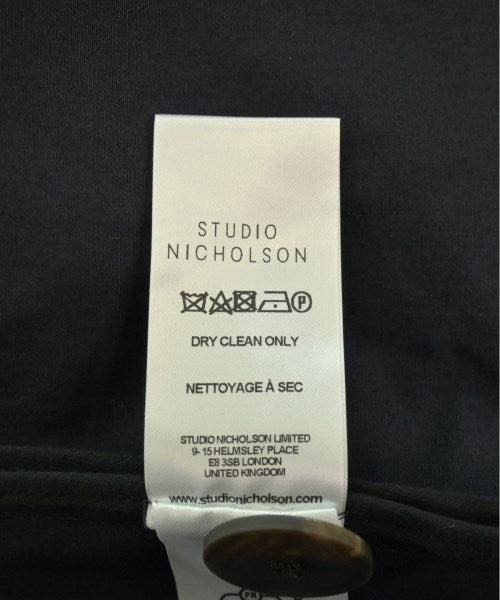 STUDIO
NICHOLSON
P
DRY CLEAN ONLY
NETTOYAGE À SEC
STUDIO NICHOLSON LIMITED
9-15 HELMSLEY PLACE
E8 3SB LONDON
UNITED KINGDOM
www.studionicholson.com
FR